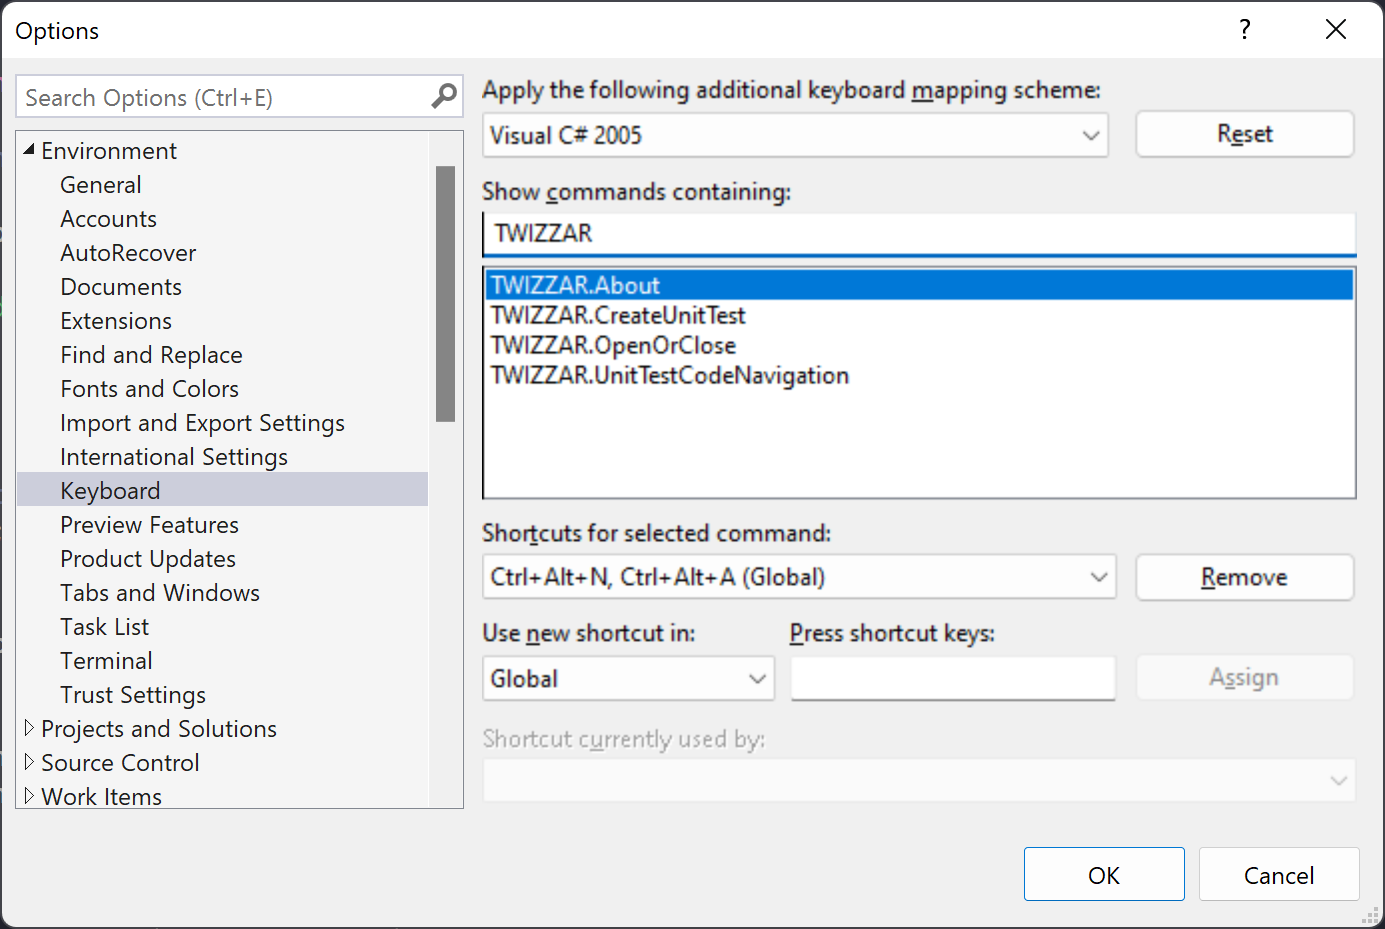 Options
?
Search Options (Ctrl+E)
Environment
General
Accounts
AutoRecover
Documents
Extensions
Find and Replace
Fonts and Colors
Import and Export Settings
International Settings
Keyboard
Preview Features
Product Updates
Tabs and Windows
Task List
Terminal
Trust Settings
Projects and Solutions
Source Control
Work Items
Apply the following additional keyboard mapping scheme:
Visual C# 2005
Reset
Show commands containing:
TWIZZAR
TWIZZAR.About
TWIZZAR.CreateUnitTest
TWIZZAR.OpenOrClose
TWIZZAR.UnitTestCodeNavigation
Shortcuts for selected command:
Ctrl+Alt+N, Ctrl+Alt+A (Global)
Remove
Use new shortcut in:
Press shortcut keys:
Global
Assign
Shortcut currently used by:
OK
Cancel